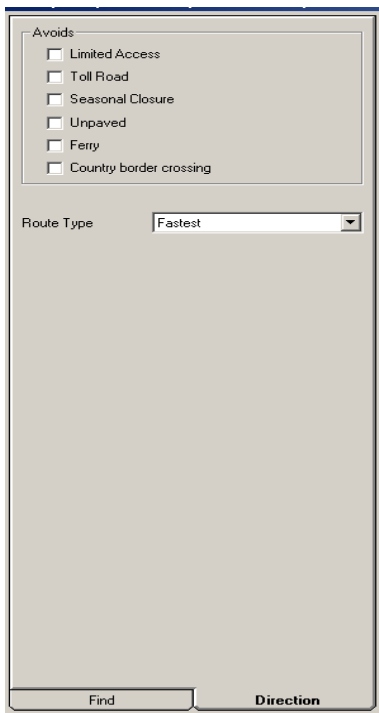 Avoids
Limited Access
Toll Road
Seasonal Closure
Unpaved
Ferry
Country border crossing
Route Type Fastest
Find Direction